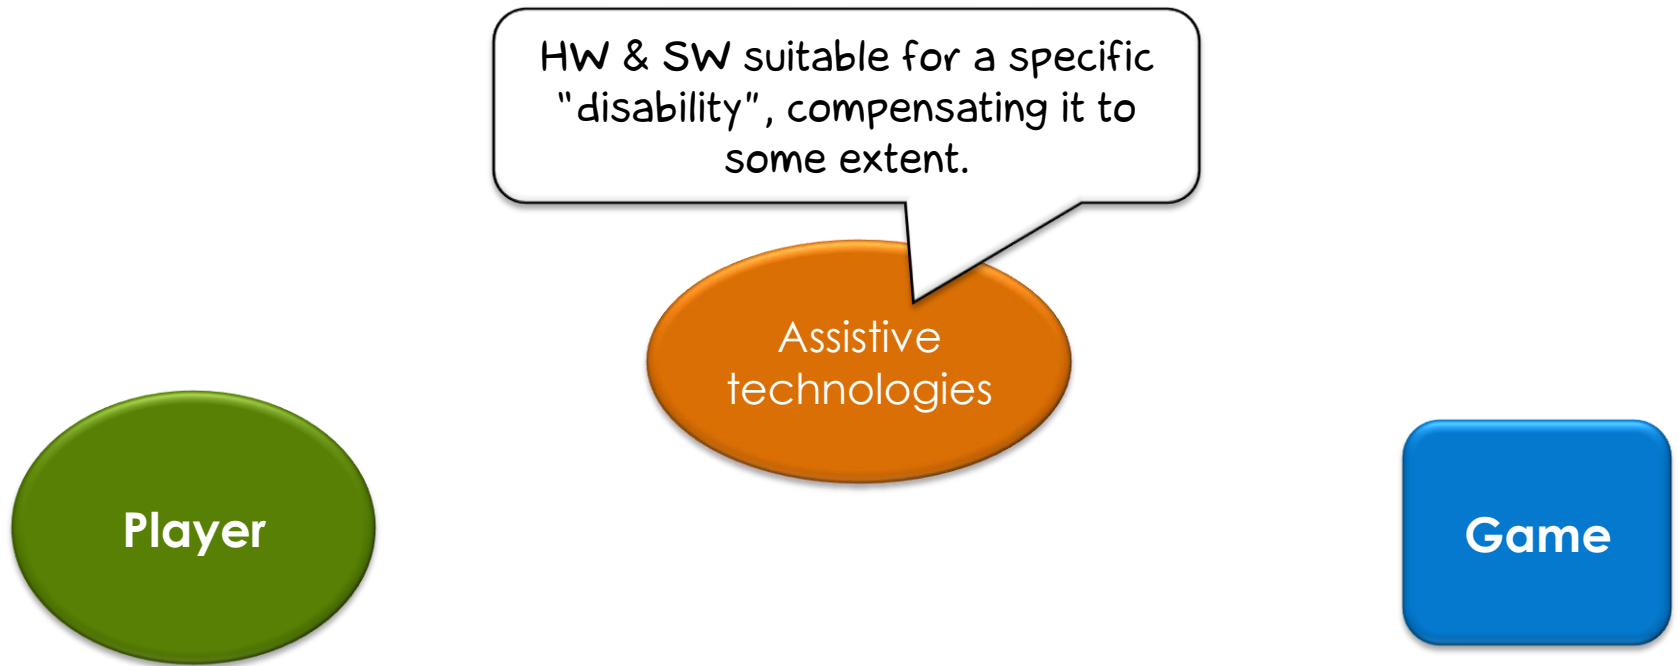 HW & SW suitable for a specific
"disability", compensating it to
some extent.
Assistive
technologies
Player
Game